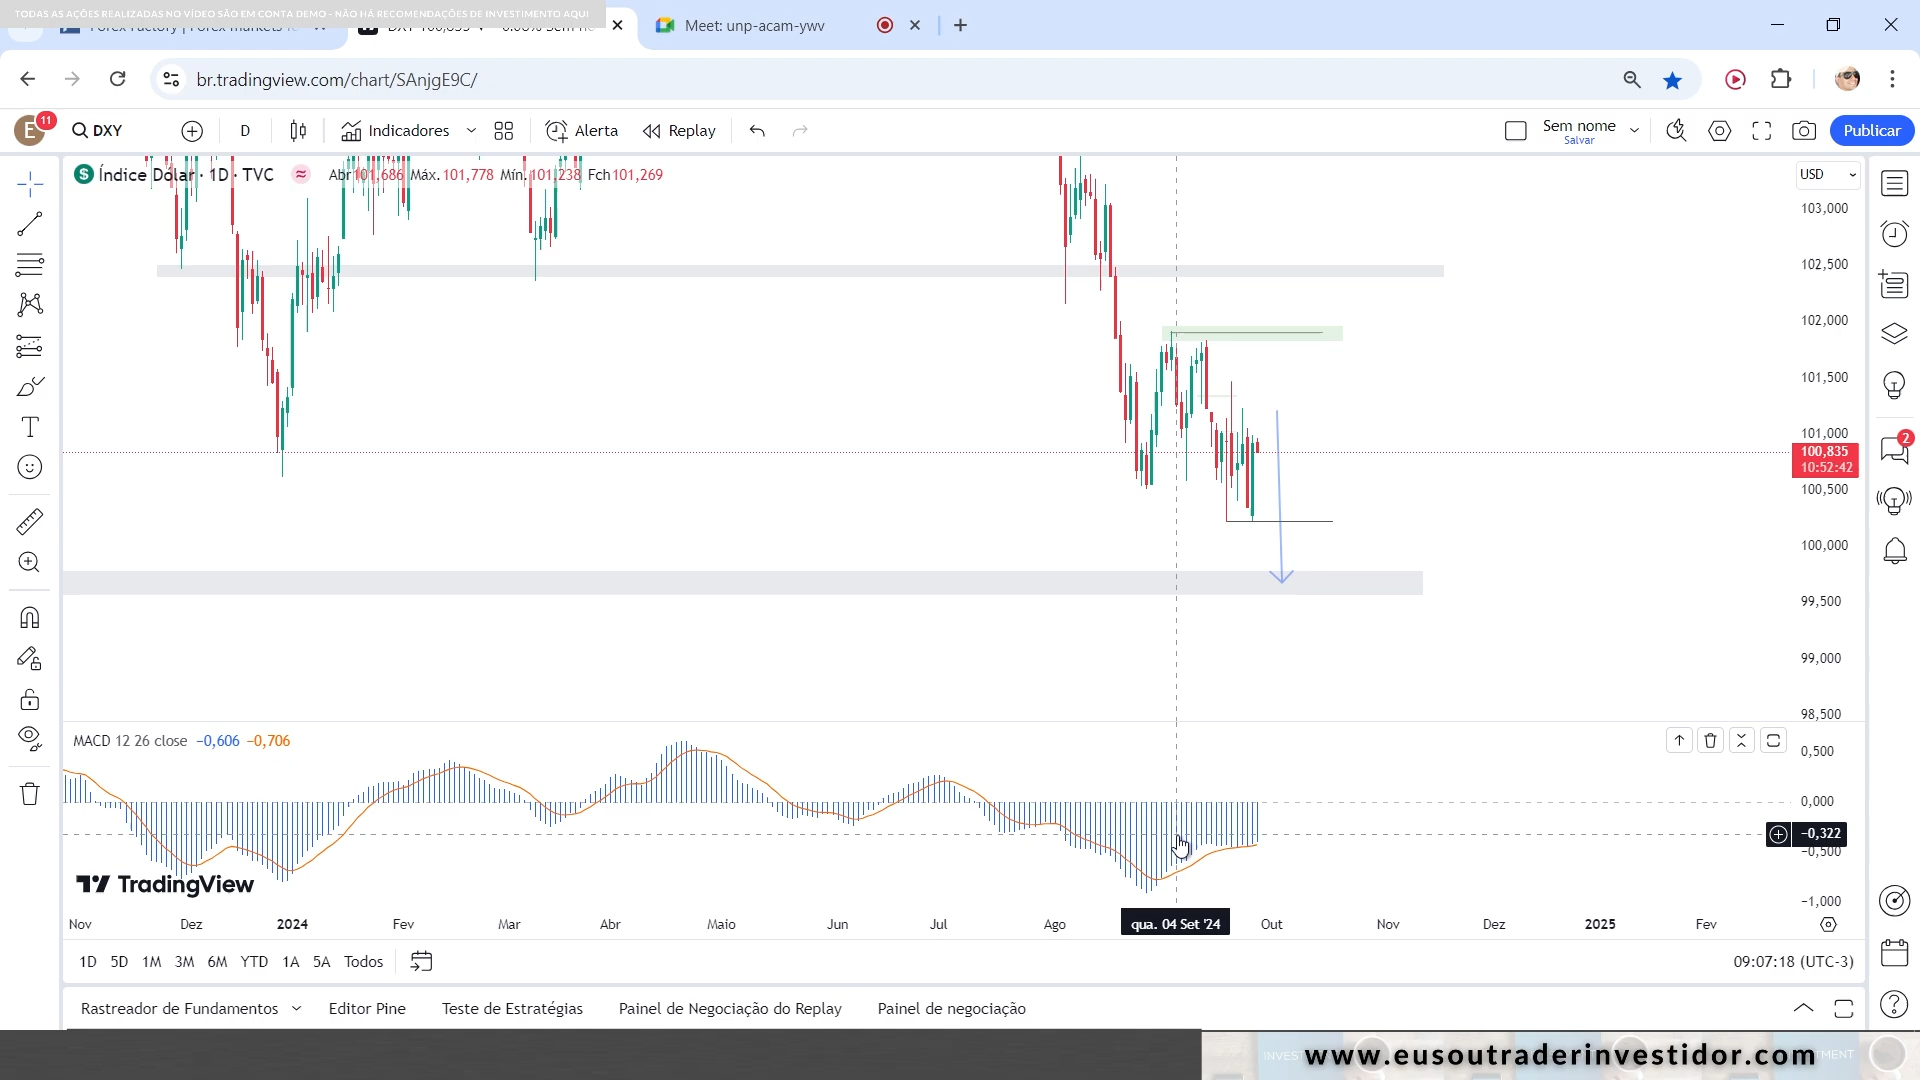 TODAS AS AÇÕES REALIZADAS NO VÍDEO SÃO EM CONTA DEMO - NÃO HÁ RECOMENDAÇÕES DE INVESTIMENTO AQUI
Meet: unp-acam-ywv
br.tradingview.com/chart/SAnjgE9C/
E 11 DXY D Indicadores Alerta Replay Sem nome Salvar Publicar
Índice Dólar · 1D · TVC Abr101,686 Máx.101,778 Mín.101,238 Fch101,269
USD
103,000
102,500
102,000
101,500
101,000
100,835
10:52:42
100,500
100,000
99,500
99,000
98,500
2
MACD 12 26 close −0,606 −0,706
0,500
0,000
−0,322
−0,500
−1,000
TradingView
Nov Dez 2024 Fev Mar Abr Maio Jun Jul Ago qua. 04 Set '24 Out Nov Dez 2025 Fev
1D 5D 1M 3M 6M YTD 1A 5A Todos 09:07:18 (UTC-3)
Rastreador de Fundamentos Editor Pine Teste de Estratégias Painel de Negociação do Replay Painel de negociação
www.eusoutraderinvestidor.com